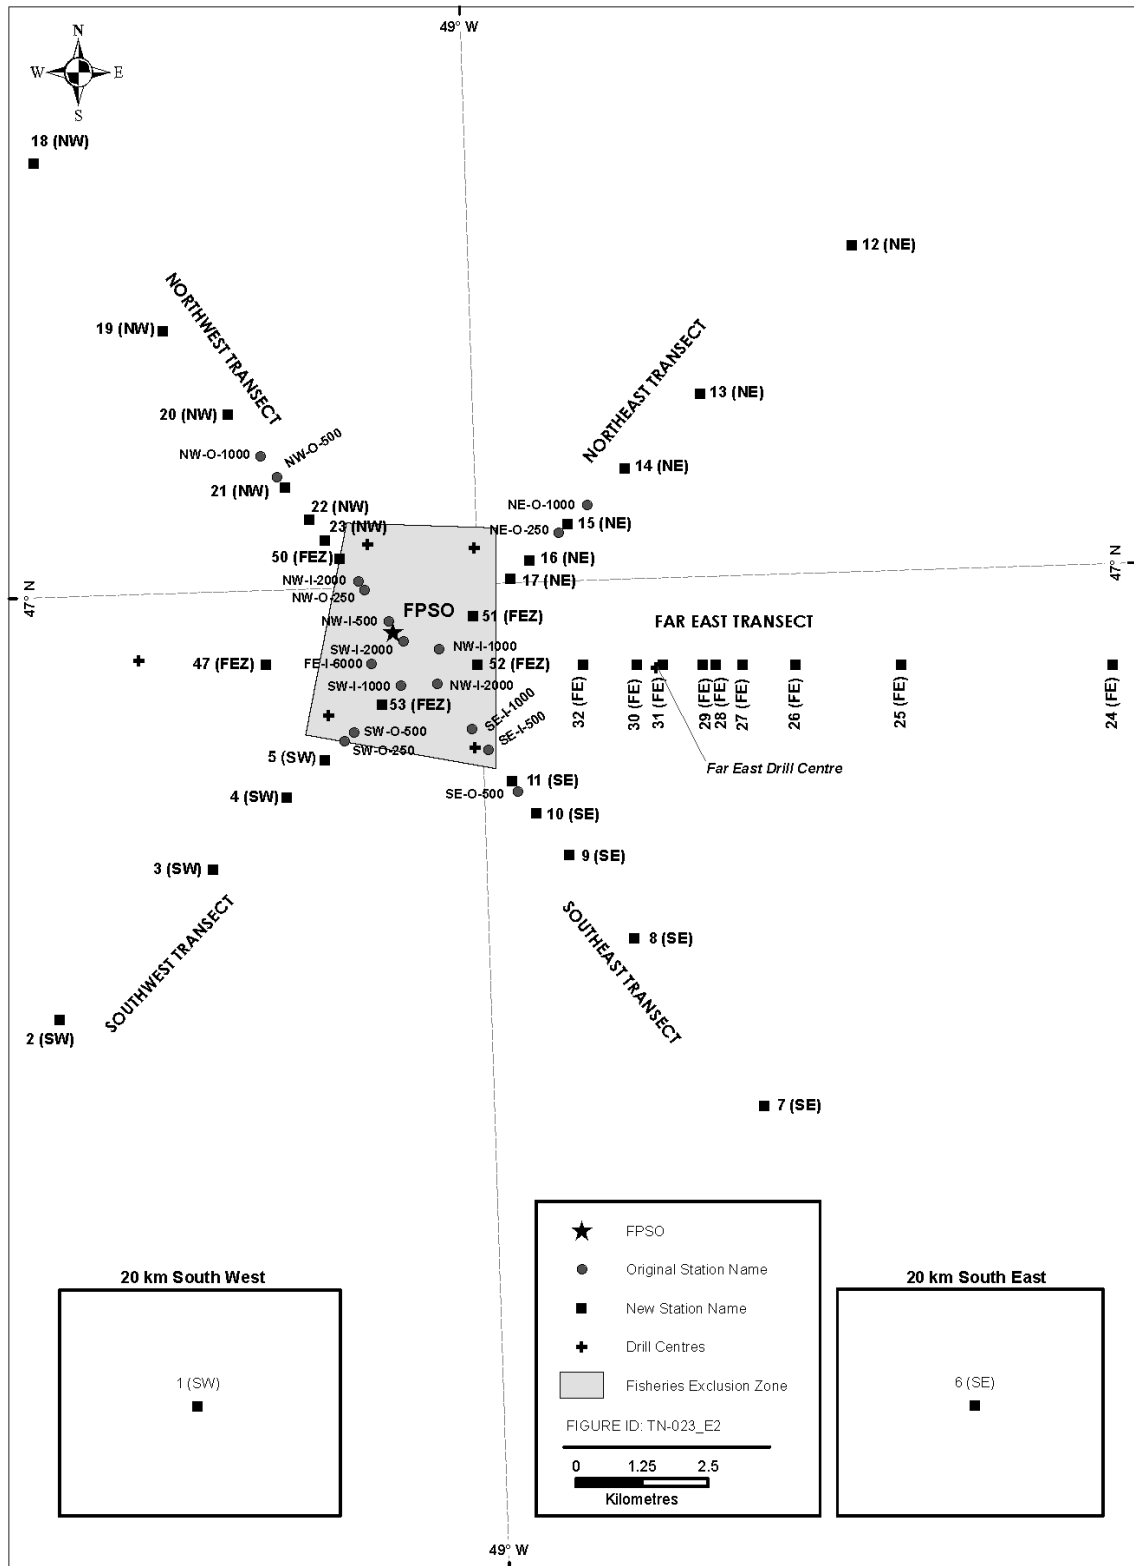 49° W
N
W
E
S
18 (NW)
12 (NE)
NORTHWEST TRANSECT
19 (NW)
NORTHEAST TRANSECT
13 (NE)
20 (NW)
NW-O-1000
NW-O-500
14 (NE)
21 (NW)
NE-O-1000
22 (NW)
15 (NE)
23 (NW)
NE-O-250
50 (FEZ)
16 (NE)
47° N
NW-I-2000
17 (NE)
47° N
NW-O-250
FPSO
51 (FEZ)
NW-I-500
FAR EAST TRANSECT
SW-I-2000
NW-I-1000
47 (FEZ)
FE-I-6000
52 (FEZ)
SW-I-1000
NW-I-2000
32 (FE)
30 (FE)
31 (FE)
29 (FE)
28 (FE)
27 (FE)
26 (FE)
25 (FE)
24 (FE)
53 (FEZ)
SE-I-1000
SW-O-500
SE-I-500
SW-O-250
5 (SW)
Far East Drill Centre
11 (SE)
SE-O-500
4 (SW)
10 (SE)
9 (SE)
3 (SW)
SOUTHWEST TRANSECT
SOUTHEAST TRANSECT
8 (SE)
2 (SW)
7 (SE)
FPSO
Original Station Name
New Station Name
Drill Centres
Fisheries Exclusion Zone
FIGURE ID: TN-023_E2
0 1.25 2.5
Kilometres
20 km South West
1 (SW)
20 km South East
6 (SE)
49° W